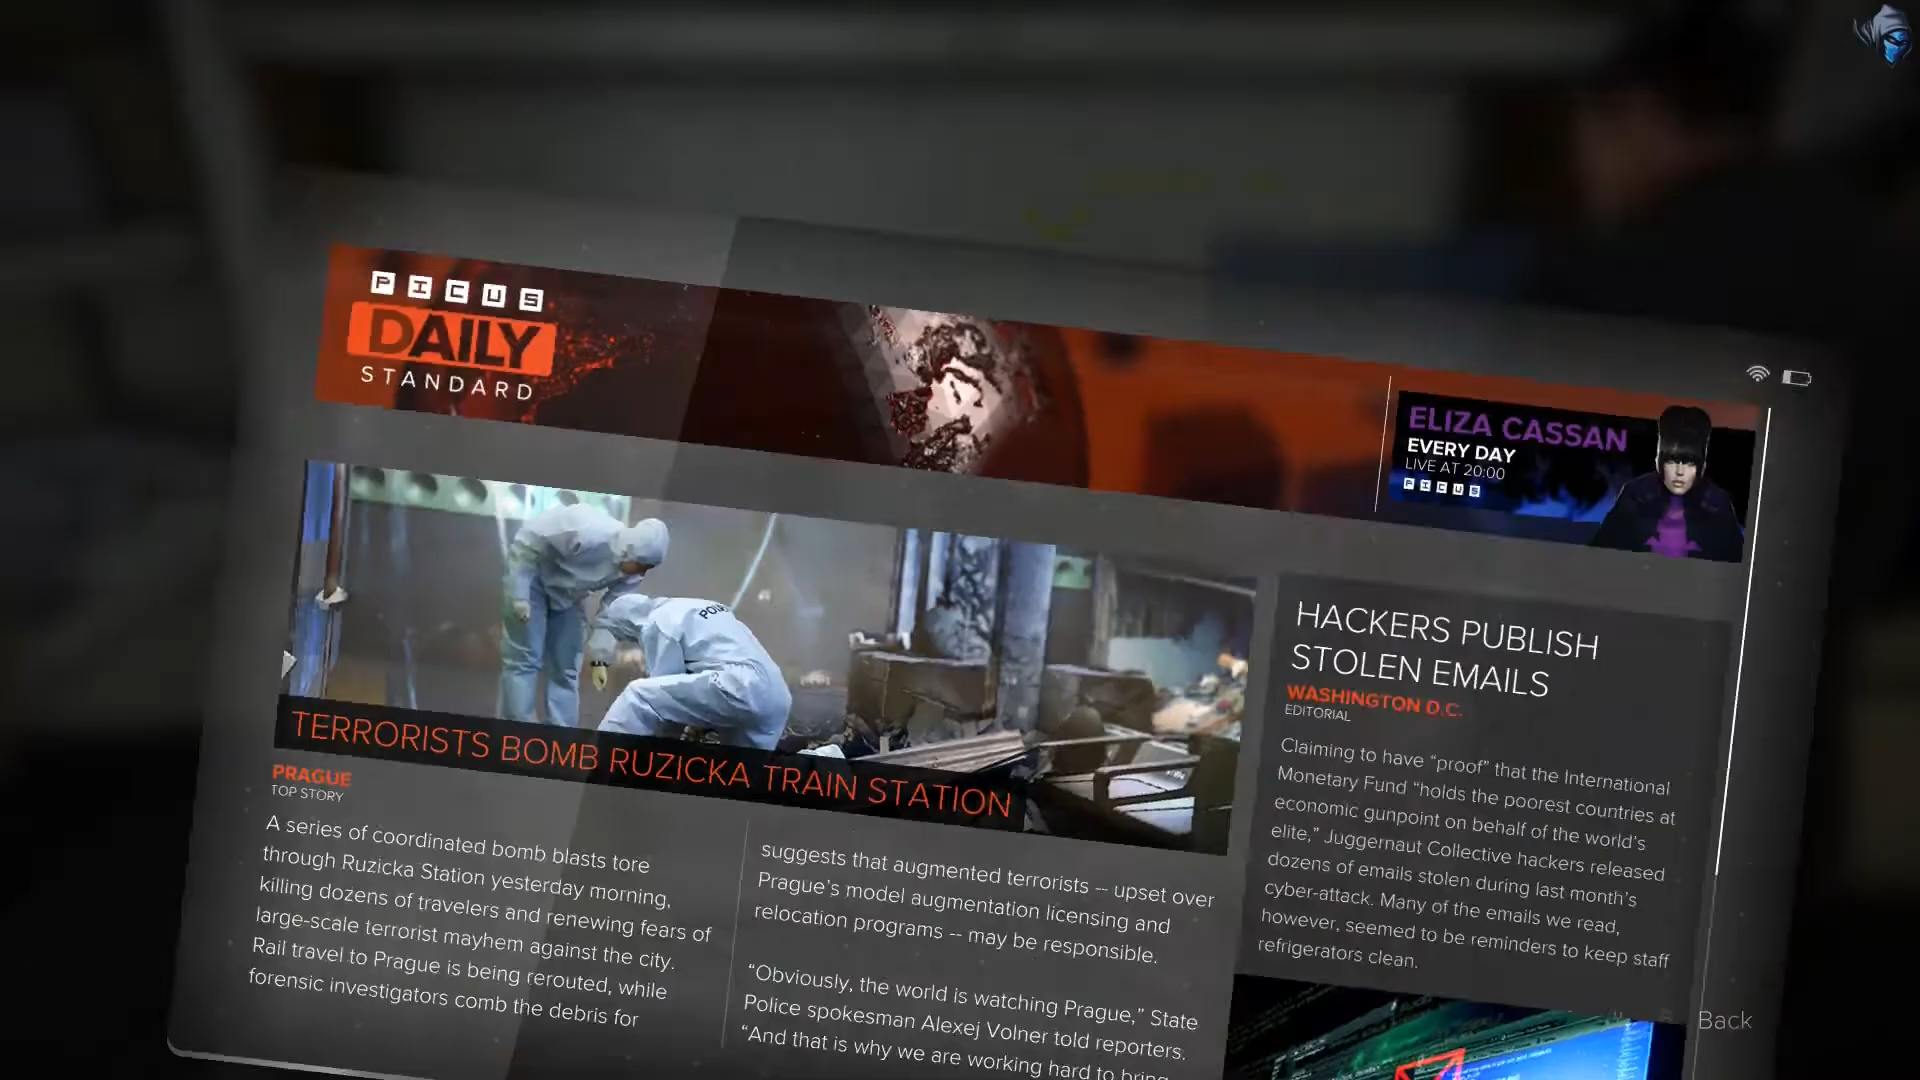 PICUS
DAILY
STANDARD
ELIZA CASSAN
EVERY DAY
LIVE AT 20:00
PICUS
TERRORISTS BOMB RUZICKA TRAIN STATION
PRAGUE
TOP STORY
A series of coordinated bomb blasts tore
through Ruzicka Station yesterday morning,
killing dozens of travelers and renewing fears of
large-scale terrorist mayhem against the city.
Rail travel to Prague is being rerouted, while
forensic investigators comb the debris for
suggests that augmented terrorists -- upset over
Prague's model augmentation licensing and
relocation programs -- may be responsible.
“Obviously, the world is watching Prague,” State
Police spokesman Alexej Volner told reporters.
“And that is why we are working hard to bring
HACKERS PUBLISH
STOLEN EMAILS
WASHINGTON D.C.
EDITORIAL
Claiming to have “proof” that the International
Monetary Fund “holds the poorest countries at
economic gunpoint on behalf of the world's
elite,” Juggernaut Collective hackers released
dozens of emails stolen during last month's
cyber-attack. Many of the emails we read,
however, seemed to be reminders to keep staff
refrigerators clean.
Back